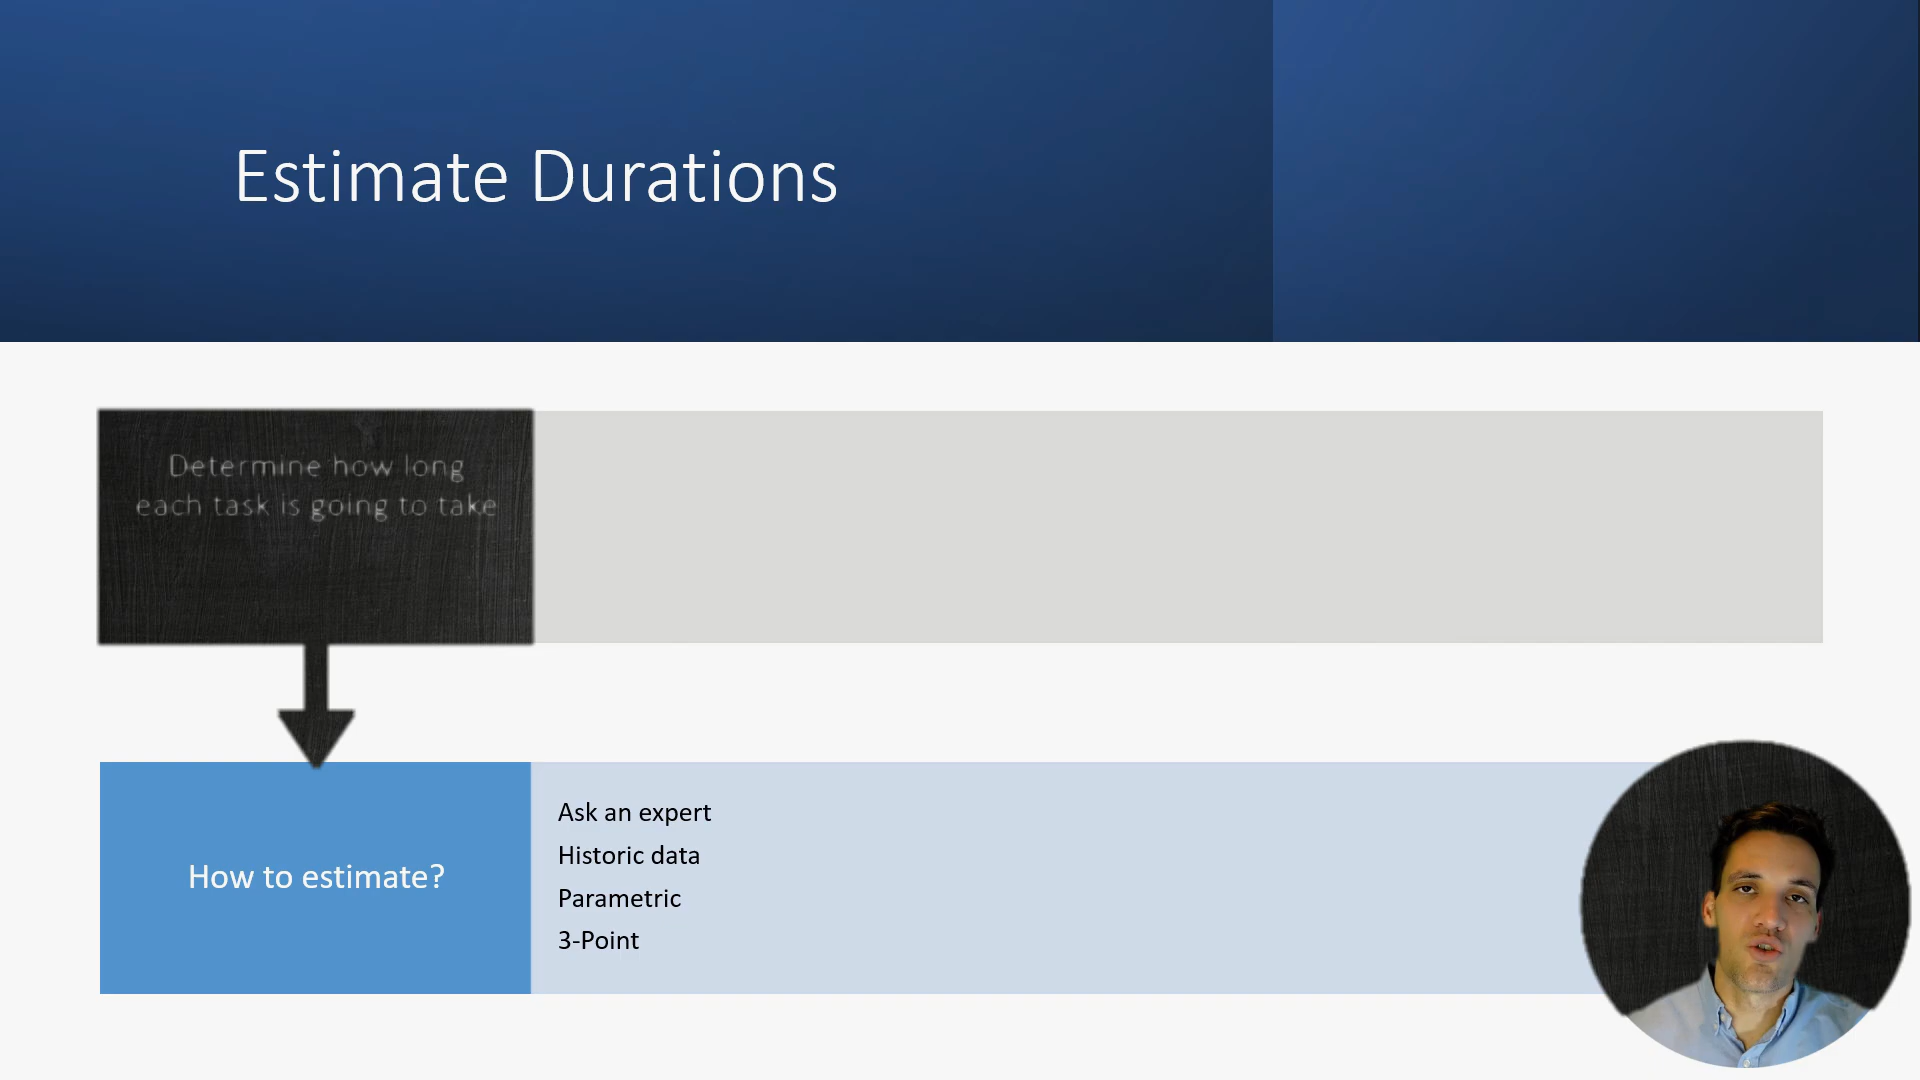 Estimate Durations
Determine how long
each task is going to take
How to estimate?
Ask an expert
Historic data
Parametric
3-Point